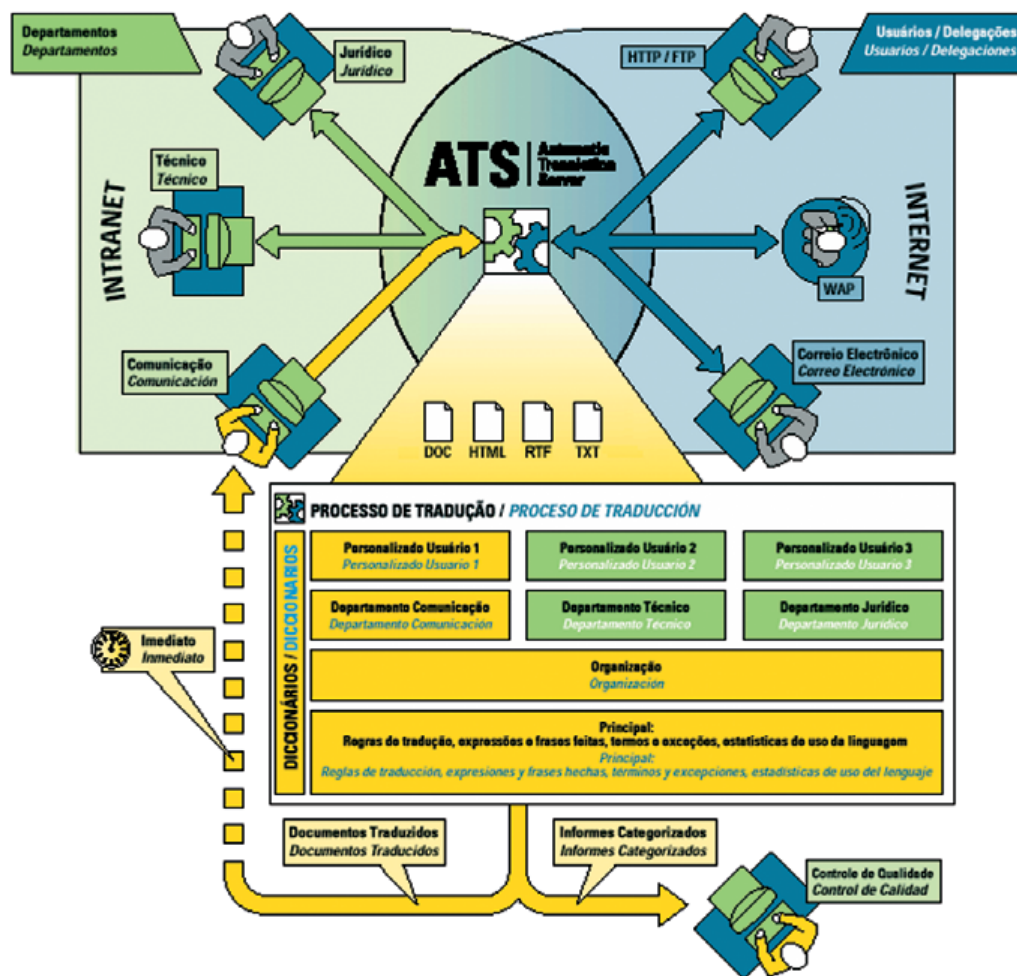 Departamentos
Departamentos
Jurídico
Jurídico
HTTP / FTP
Usuários / Delegações
Usuarios / Delegaciones
ATS
Automatic
Translation
Server
Técnico
Técnico
INTRANET
INTERNET
WAP
Comunicação
Comunicación
Correio Electrônico
Correo Electrónico
DOC
HTML
RTF
TXT
PROCESSO DE TRADUÇÃO / PROCESO DE TRADUCCIÓN
DICCIONÁRIOS / DICCIONARIOS
Personalizado Usuário 1
Personalizado Usuario 1
Personalizado Usuário 2
Personalizado Usuario 2
Personalizado Usuário 3
Personalizado Usuario 3
Departamento Comunicação
Departamento Comunicación
Departamento Técnico
Departamento Técnico
Departamento Jurídico
Departamento Jurídico
Organização
Organización
Principal:
Regras de tradução, expressões e frases feitas, termos e exceções, estatísticas de uso da linguagem
Principal:
Reglas de traducción, expresiones y frases hechas, términos y excepciones, estadísticas de uso del lenguaje
Imediato
Inmediato
Documentos Traduzidos
Documentos Traducidos
Informes Categorizados
Informes Categorizados
Controle de Qualidade
Control de Calidad